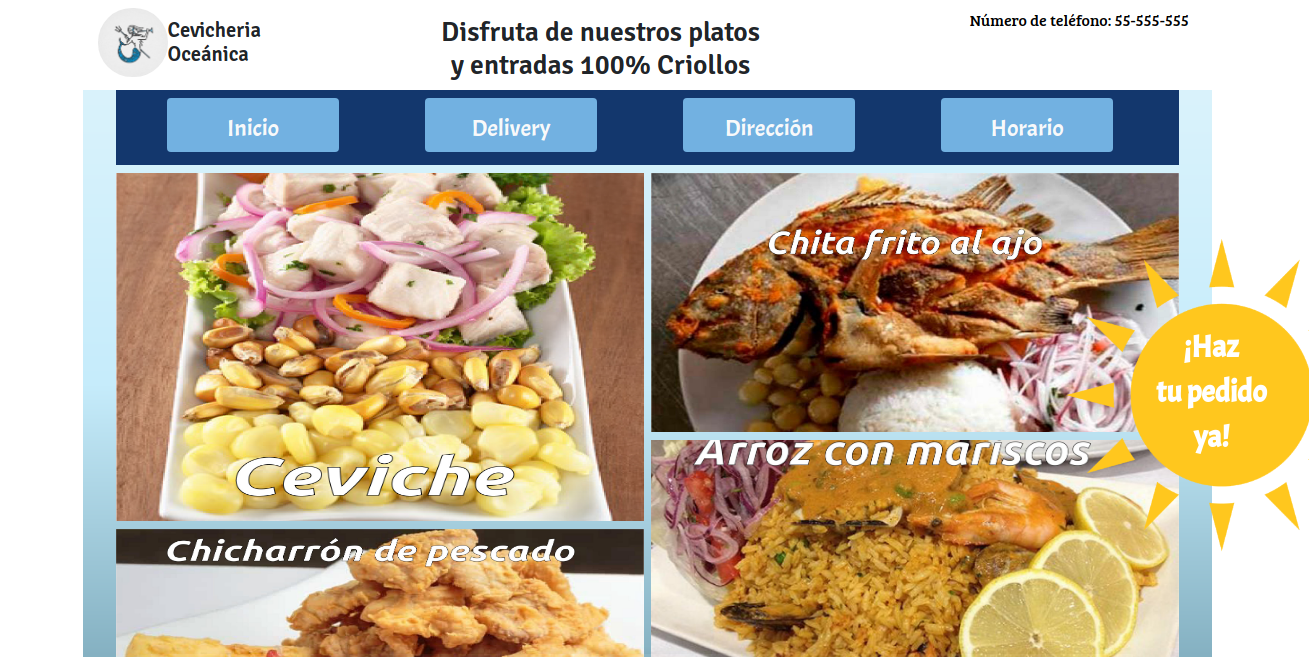 Cevicheria
Oceánica
Disfruta de nuestros platos
y entradas 100% Criollos
Número de teléfono: 55-555-555
Inicio
Delivery
Dirección
Horario
Ceviche
Chita frito al ajo
¡Haz
tu pedido
ya!
Chicharrón de pescado
Arroz con mariscos